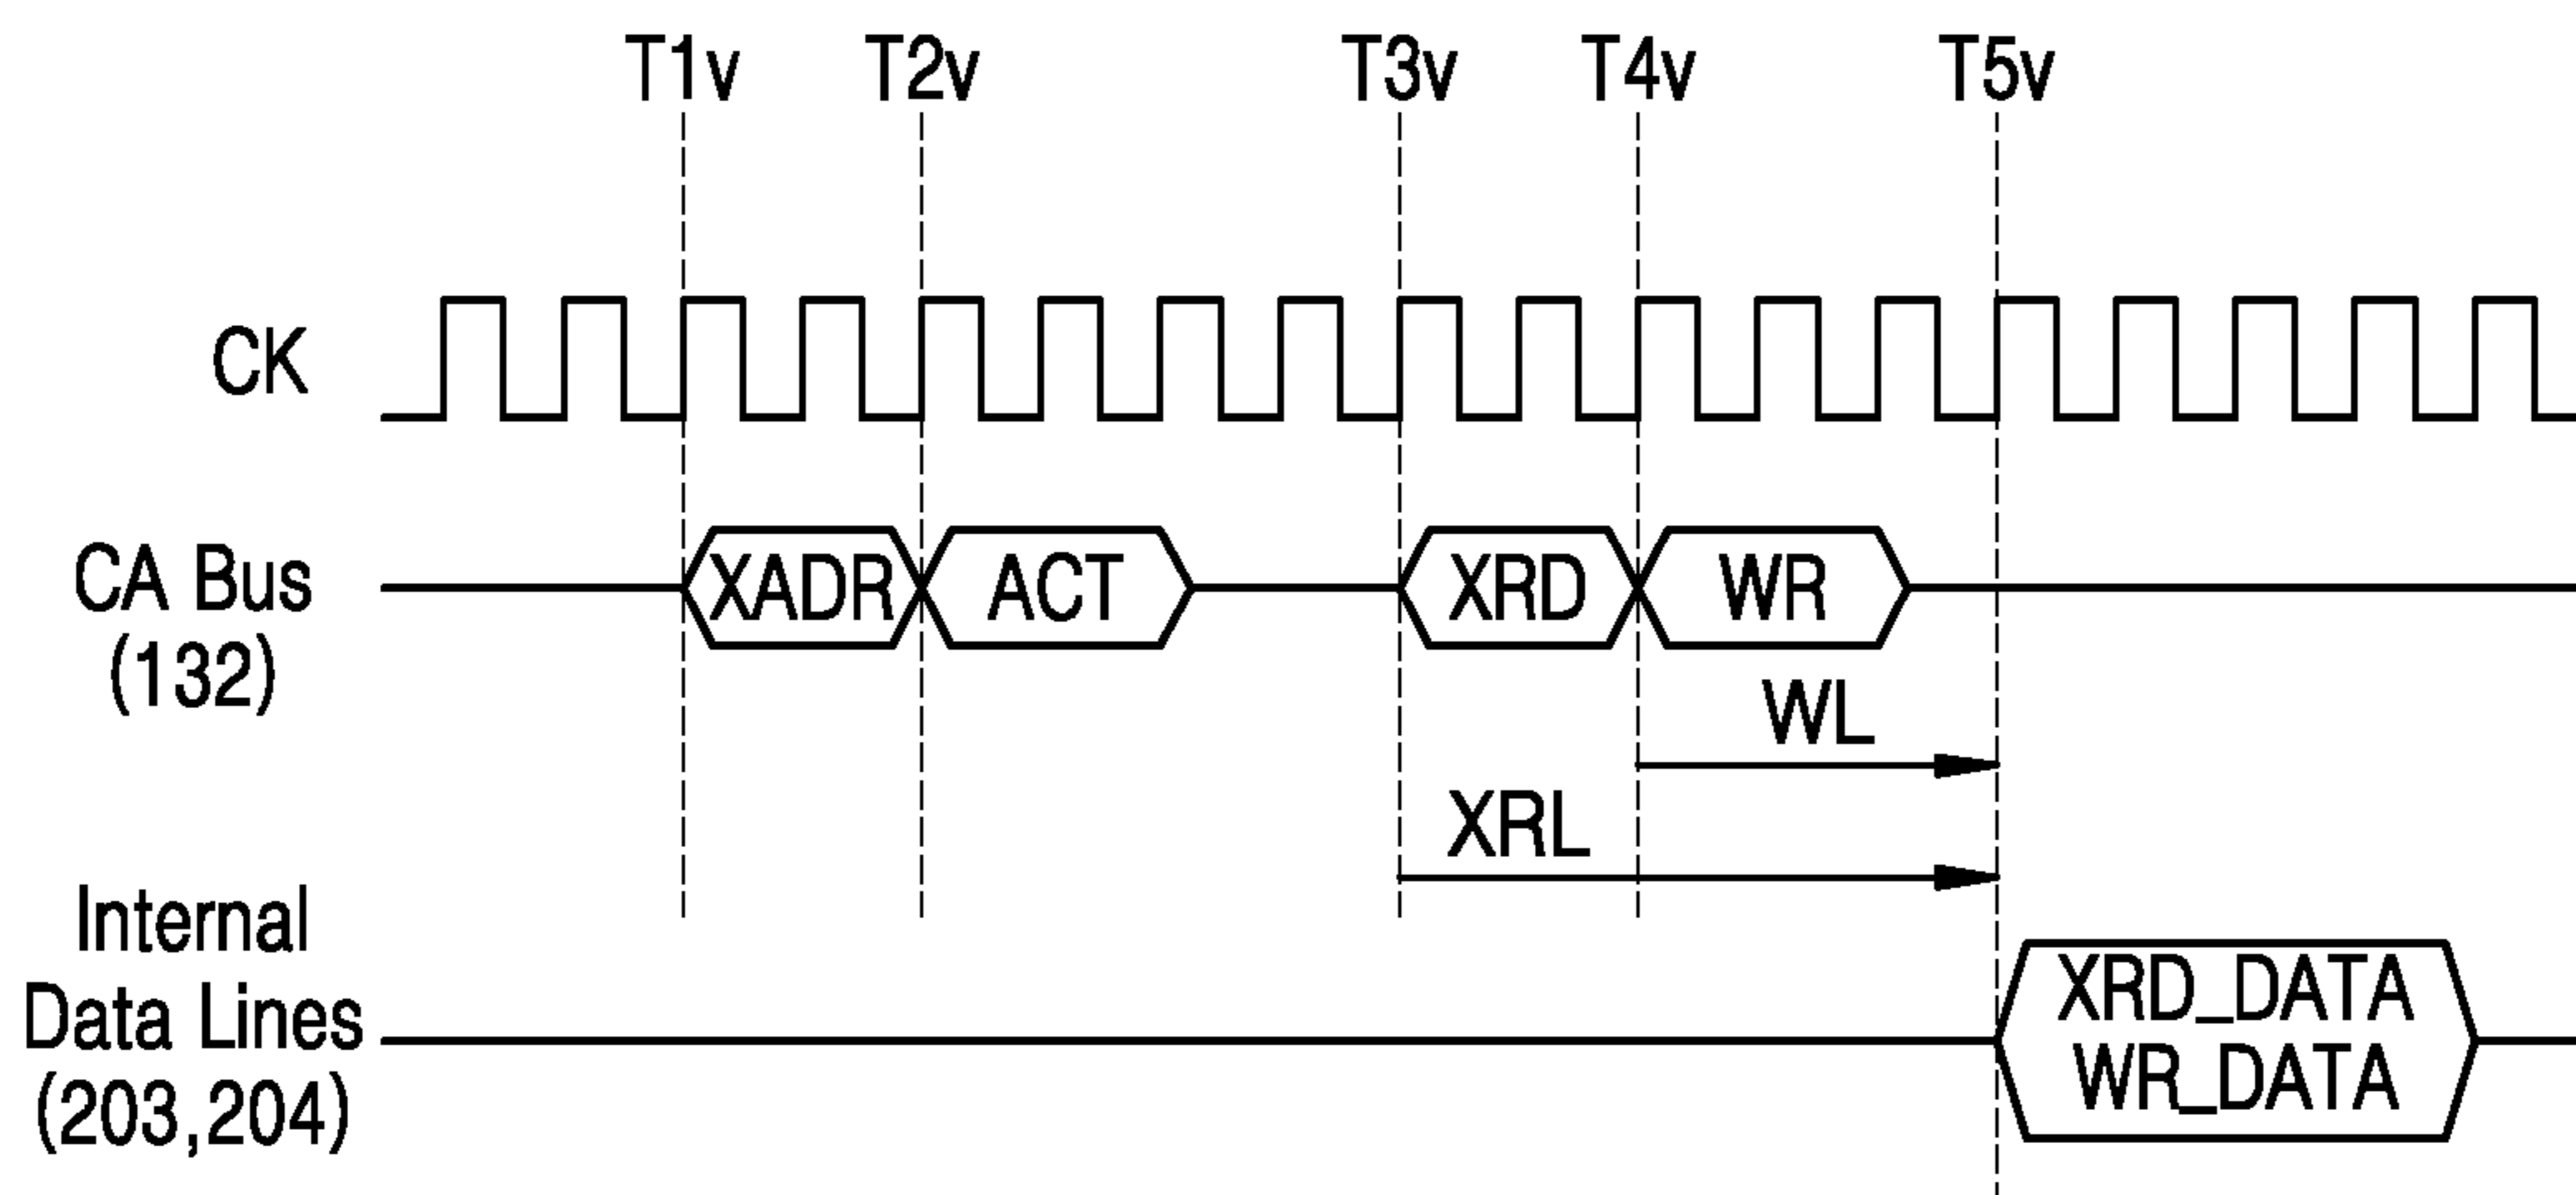 T1v T2v T3v T4v T5v
CK
CA Bus
(132)
XADR ACT XRD WR
WL
XRL
Internal
Data Lines
(203,204)
XRD_DATA
WR_DATA